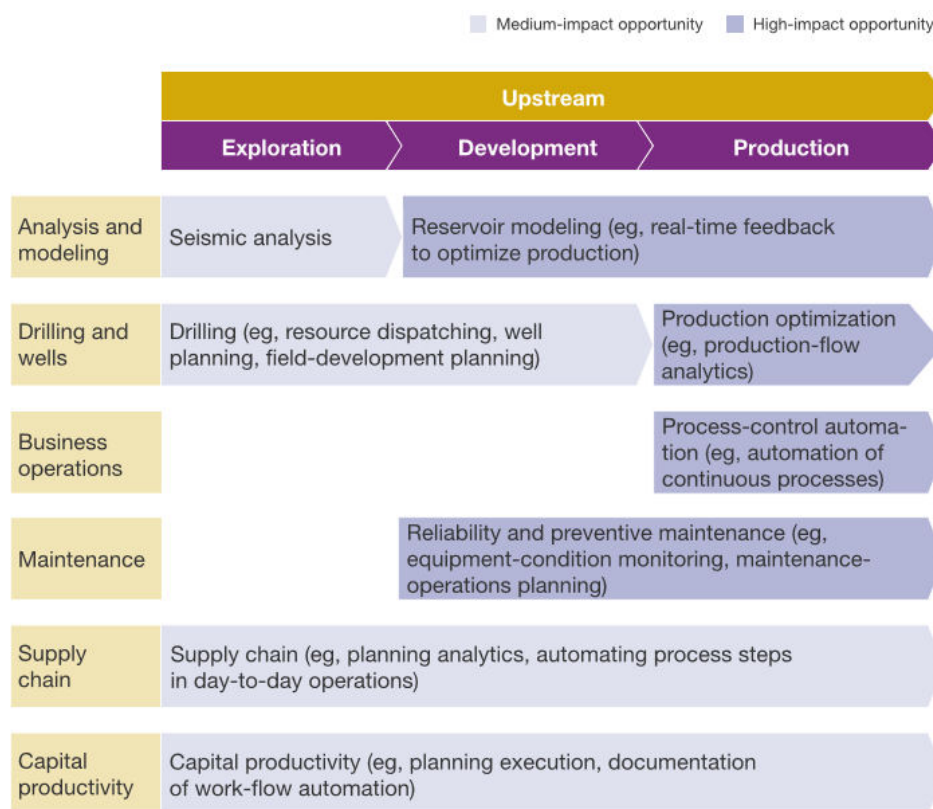 Medium-impact opportunity
High-impact opportunity
Upstream
Exploration
Development
Production
Analysis and
modeling
Seismic analysis
Reservoir modeling (eg, real-time feedback
to optimize production)
Drilling and
wells
Drilling (eg, resource dispatching, well
planning, field-development planning)
Production optimization
(eg, production-flow
analytics)
Business
operations
Process-control automa-
tion (eg, automation of
continuous processes)
Maintenance
Reliability and preventive maintenance (eg,
equipment-condition monitoring, maintenance-
operations planning)
Supply
chain
Supply chain (eg, planning analytics, automating process steps
in day-to-day operations)
Capital
productivity
Capital productivity (eg, planning execution, documentation
of work-flow automation)